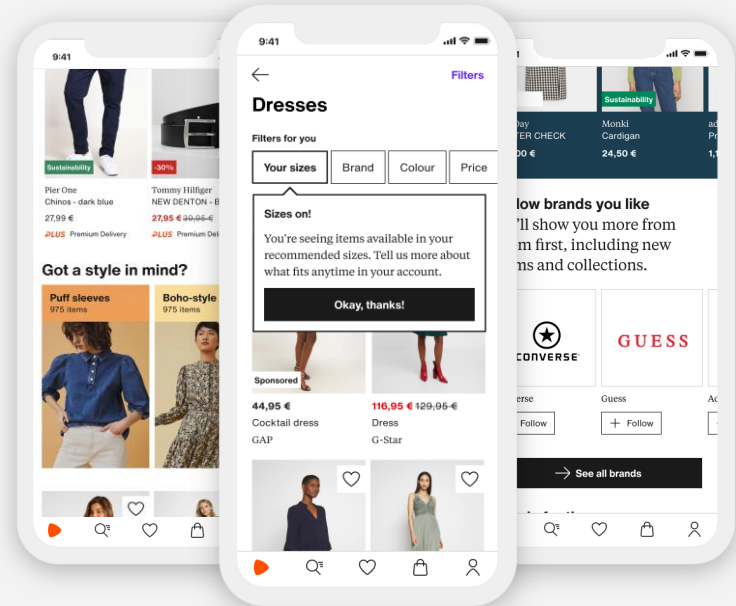 9:41
Sustainability
-30%
Pier One
Chinos - dark blue
27,99 €
PLUS Premium Delivery
Tommy Hilfiger
NEW DENTON - B
27,95 € 39,95 €
PLUS Premium Del
Got a style in mind?
Puff sleeves
975 items
Boho-style
975 items
9:41
Filters
Dresses
Filters for you
Your sizes
Brand
Colour
Price
Sizes on!
You're seeing items available in your
recommended sizes. Tell us more about
what fits anytime in your account.
Okay, thanks!
Sponsored
44,95 €
Cocktail dress
GAP
116,95 € 129,95 €
Dress
G-Star
Sustainability
CHECK
00 €
Monki
Cardigan
24,50 €
brands you like
'll show you more from
m first, including new
ms and collections.
CONVERSE
GUESS
erse
Follow
Guess
+ Follow
→ See all brands